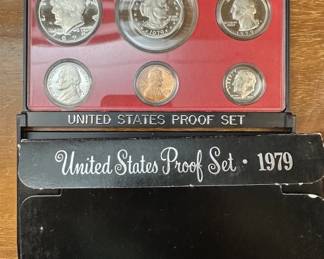 UNITED STATES PROOF SET
United States Proof Set · 1979